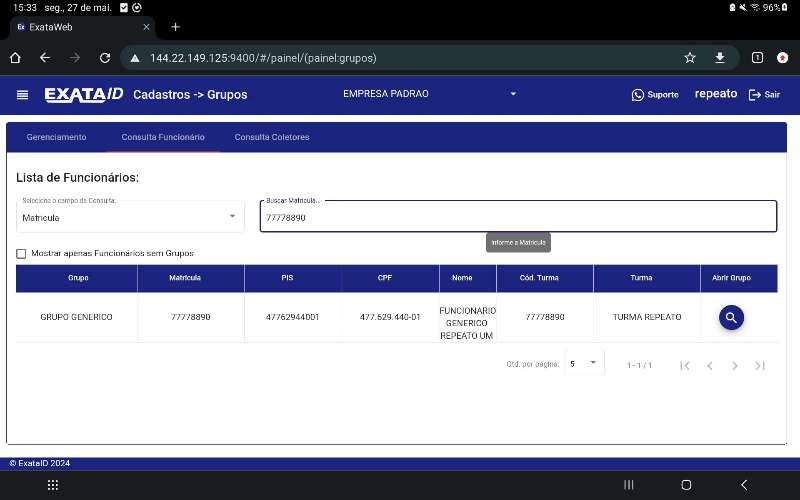 15:33 seg., 27 de mai. 96%
Ex ExataWeb
144.22.149.125:9400/#/painel/(painel:grupos)
1
EXATAID Cadastros -> Grupos EMPRESA PADRAO Suporte repeato Sair
Gerenciamento Consulta Funcionário Consulta Coletores
Lista de Funcionários:
Selecione o campo da Consulta: Buscar Matricula...
Matricula 77778890
Informe a Matricula
Mostrar apenas Funcionários sem Grupos
Grupo Matrícula PIS CPF Nome Cód. Turma Turma Abrir Grupo
GRUPO GENERICO 77778890 47762944001 477.629.440-01 FUNCIONARIO GENERICO REPEATO UM 77778890 TURMA REPEATO
Qtd. por página: 5 1 - 1 / 1
© ExataID 2024